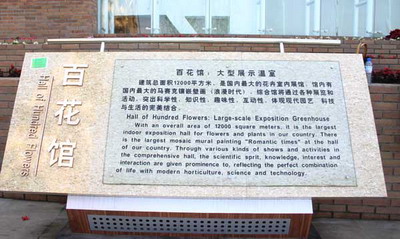 百花馆
Hall of Hundred Flowers
百花馆：大型展示温室
建筑总面积12000平方米，是国内最大的花卉室内展馆，馆内有
国内最大的马赛克镶嵌壁画《浪漫时代》，综合馆将通过各种展览和
活动，突出科学性、知识性、趣味性、互动性，体现现代园艺、科技
与生活的完美结合。
Hall of Hundred Flowers: Large-scale Exposition Greenhouse
With an overall area of 12000 square meters, it is the largest
indoor exposition hall for flowers and plants in our country. There
is the largest mosaic mural painting "Romantic times" at the hall
of our country. Through various kinds of shows and activities in
the comprehensive hall, the scientific sprit, knowledge, interest and
interaction are given prominence to, reflecting the perfect combination
of life with modern horticulture, science and technology.